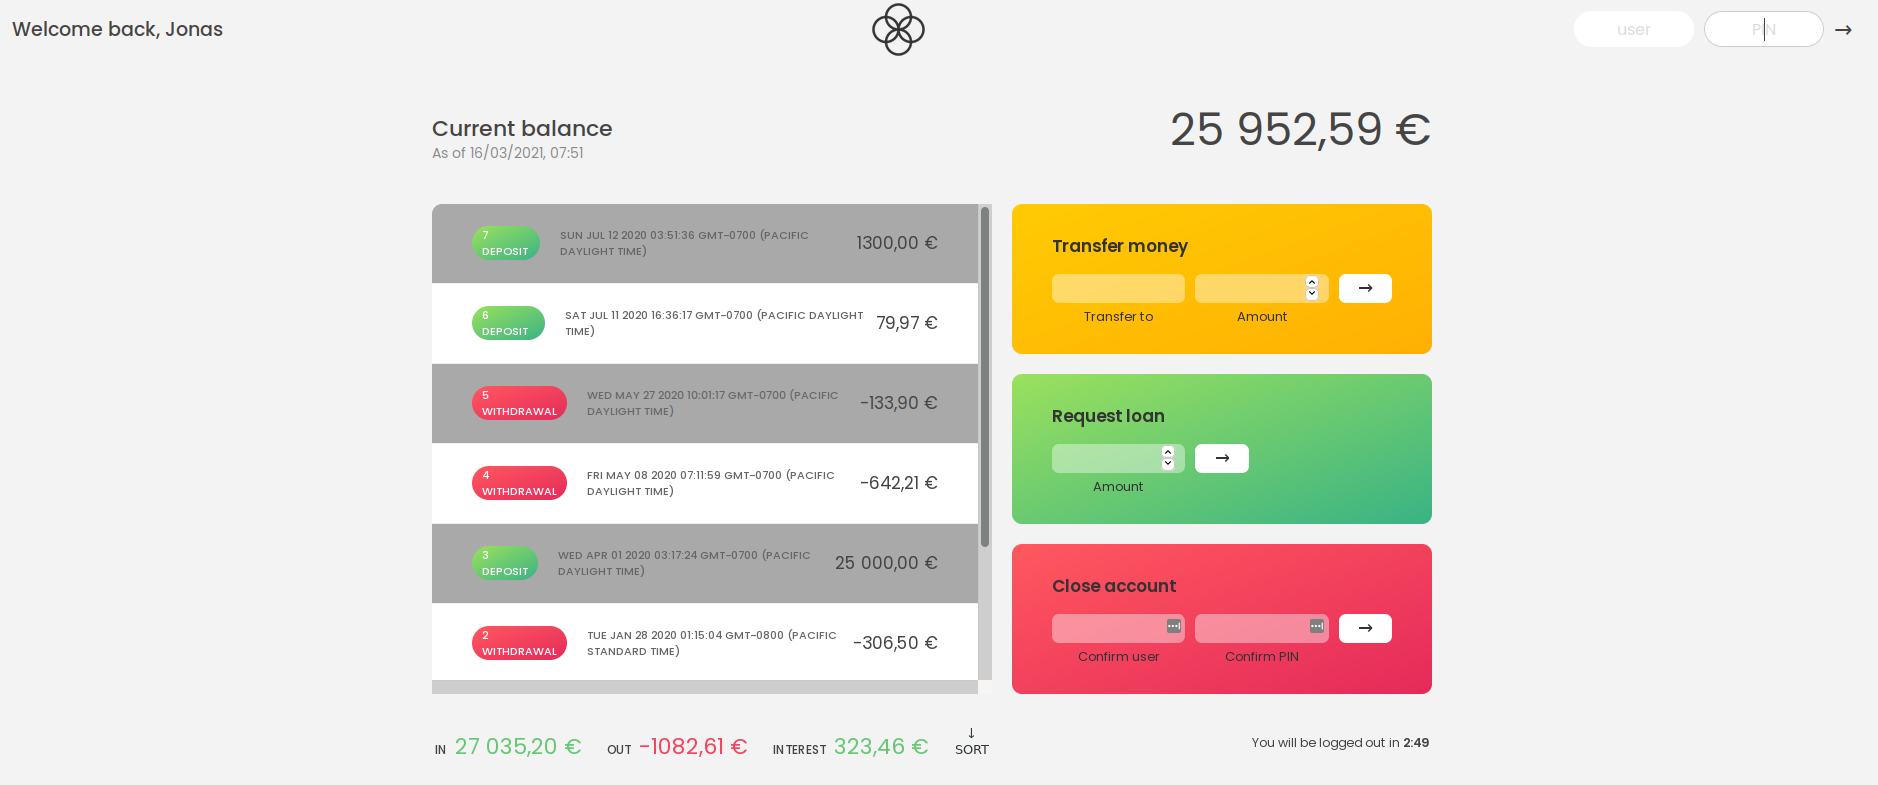 Welcome back, Jonas
user
PIN
→
Current balance
As of 16/03/2021, 07:51
25 952,59 €
7
DEPOSIT
SUN JUL 12 2020 03:51:36 GMT-0700 (PACIFIC
DAYLIGHT TIME)
1300,00 €
6
DEPOSIT
SAT JUL 11 2020 16:36:17 GMT-0700 (PACIFIC DAYLIGHT
TIME)
79,97 €
5
WITHDRAWAL
WED MAY 27 2020 10:01:17 GMT-0700 (PACIFIC
DAYLIGHT TIME)
-133,90 €
4
WITHDRAWAL
FRI MAY 08 2020 07:11:59 GMT-0700 (PACIFIC
DAYLIGHT TIME)
-642,21 €
3
DEPOSIT
WED APR 01 2020 03:17:24 GMT-0700 (PACIFIC
DAYLIGHT TIME)
25 000,00 €
2
WITHDRAWAL
TUE JAN 28 2020 01:15:04 GMT-0800 (PACIFIC
STANDARD TIME)
-306,50 €
Transfer money
→
Transfer to
Amount
Request loan
→
Amount
Close account
→
Confirm user
Confirm PIN
IN 27 035,20 €
OUT -1082,61 €
INTEREST 323,46 €
↓
SORT
You will be logged out in 2:49